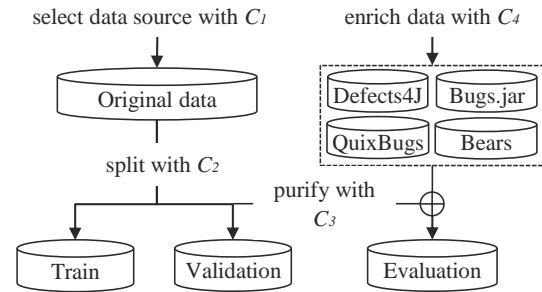 select data source with C1
enrich data with C4
Original data
Defects4J
Bugs.jar
QuixBugs
Bears
split with C2
purify with
C3
Train
Validation
Evaluation